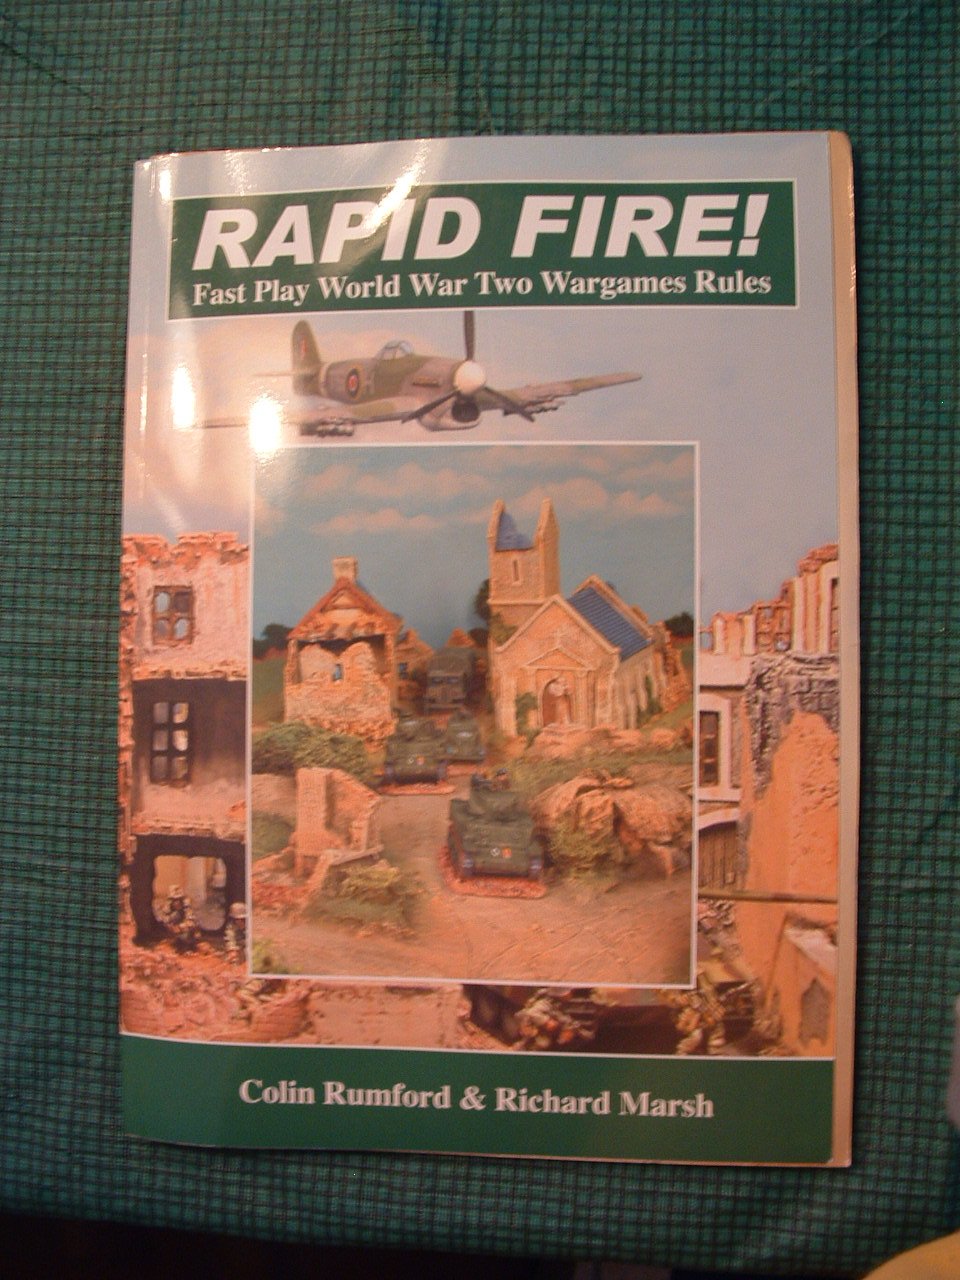 RAPID FIRE!
Fast Play World War Two Wargames Rules
Colin Rumford & Richard Marsh